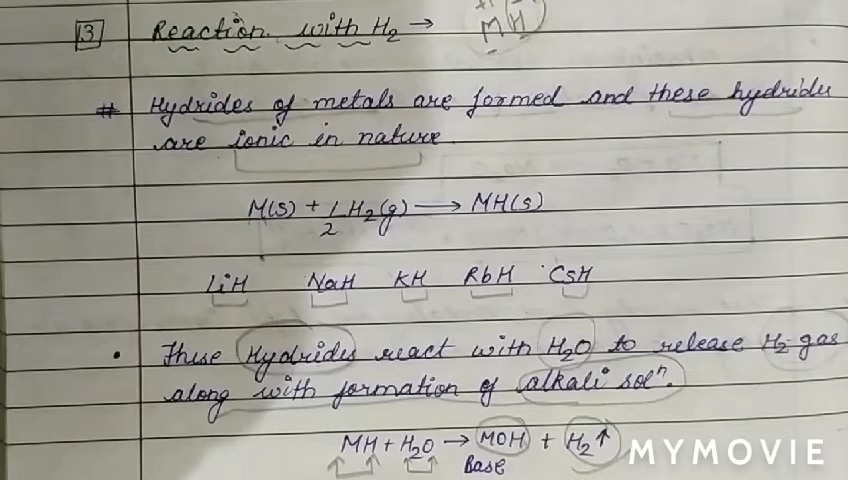 13 Reaction with H₂ →
+1
MH
# Hydrides of metals are formed and these hydrides
are ionic in nature.
M(s) + 1/2 H₂(g) → MH(s)
LiH NaH KH RbH CsH
• These Hydrides react with H₂O to release H₂ gas
along with formation of alkali solⁿ.
MH + H₂O → MOH + H₂↑
Base
MYMOVIE